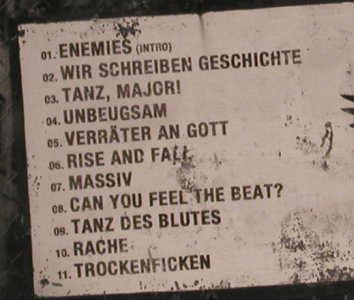 01. ENEMIES (INTRO)
02. WIR SCHREIBEN GESCHICHTE
03. TANZ, MAJOR!
04. UNBEUGSAM
05. VERRÄTER AN GOTT
06. RISE AND FALL
07. MASSIV
08. CAN YOU FEEL THE BEAT?
09. TANZ DES BLUTES
10. RACHE
11. TROCKENFICKEN